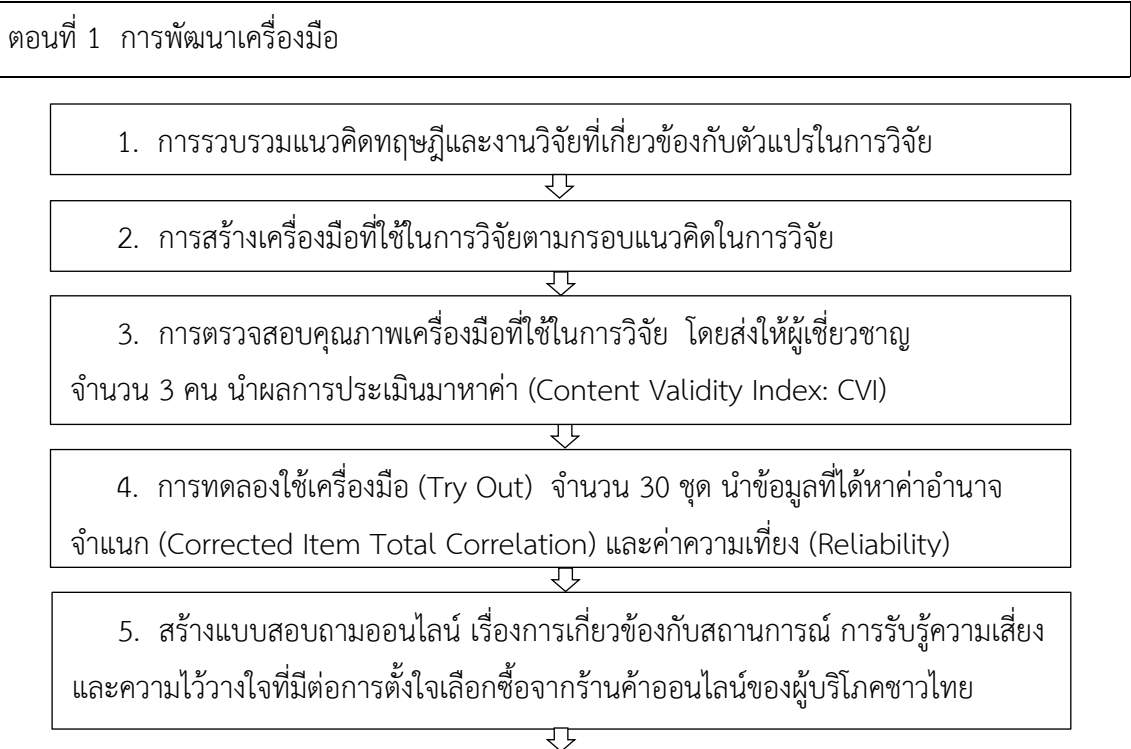 ตอนที่ 1 การพัฒนาเครื่องมือ
1. การรวบรวมแนวคิดทฤษฎีและงานวิจัยที่เกี่ยวข้องกับตัวแปรในการวิจัย
2. การสร้างเครื่องมือที่ใช้ในการวิจัยตามกรอบแนวคิดในการวิจัย
3. การตรวจสอบคุณภาพเครื่องมือที่ใช้ในการวิจัย โดยส่งให้ผู้เชี่ยวชาญ
จำนวน 3 คน นำผลการประเมินมาหาค่า (Content Validity Index: CVI)
4. การทดลองใช้เครื่องมือ (Try Out) จำนวน 30 ชุด นำข้อมูลที่ได้หาค่าอำนาจ
จำแนก (Corrected Item Total Correlation) และค่าความเที่ยง (Reliability)
5. สร้างแบบสอบถามออนไลน์ เรื่องการเกี่ยวข้องกับสถานการณ์ การรับรู้ความเสี่ยง
และความไว้วางใจที่มีต่อการตั้งใจเลือกซื้อจากร้านค้าออนไลน์ของผู้บริโภคชาวไทย